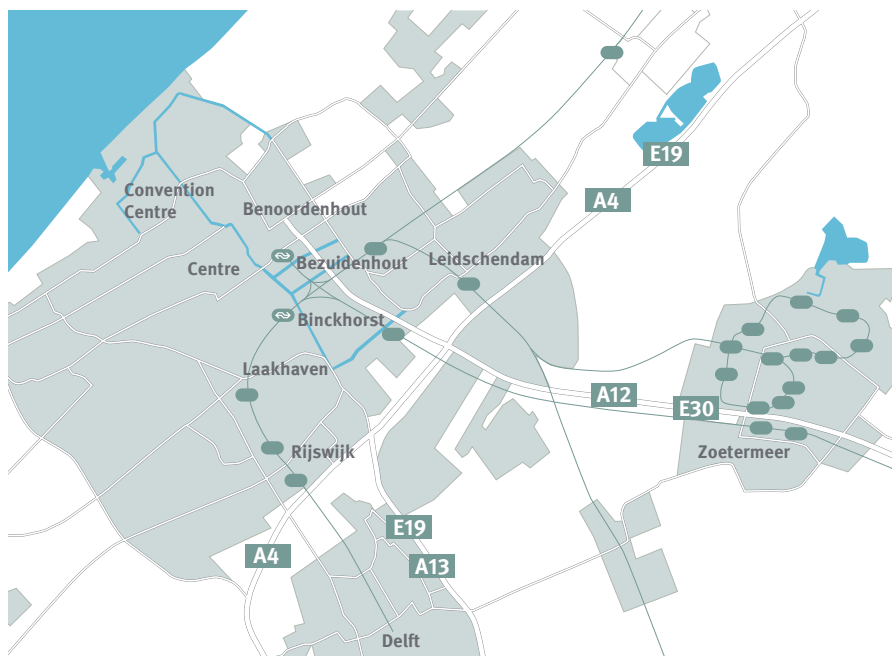 E19
Convention
Centre
A4
Benoordenhout
Centre
Bezuidenhout
Leidschendam
Binckhorst
Laakhaven
A12
E30
Rijswijk
Zoetermeer
E19
A4
A13
Delft